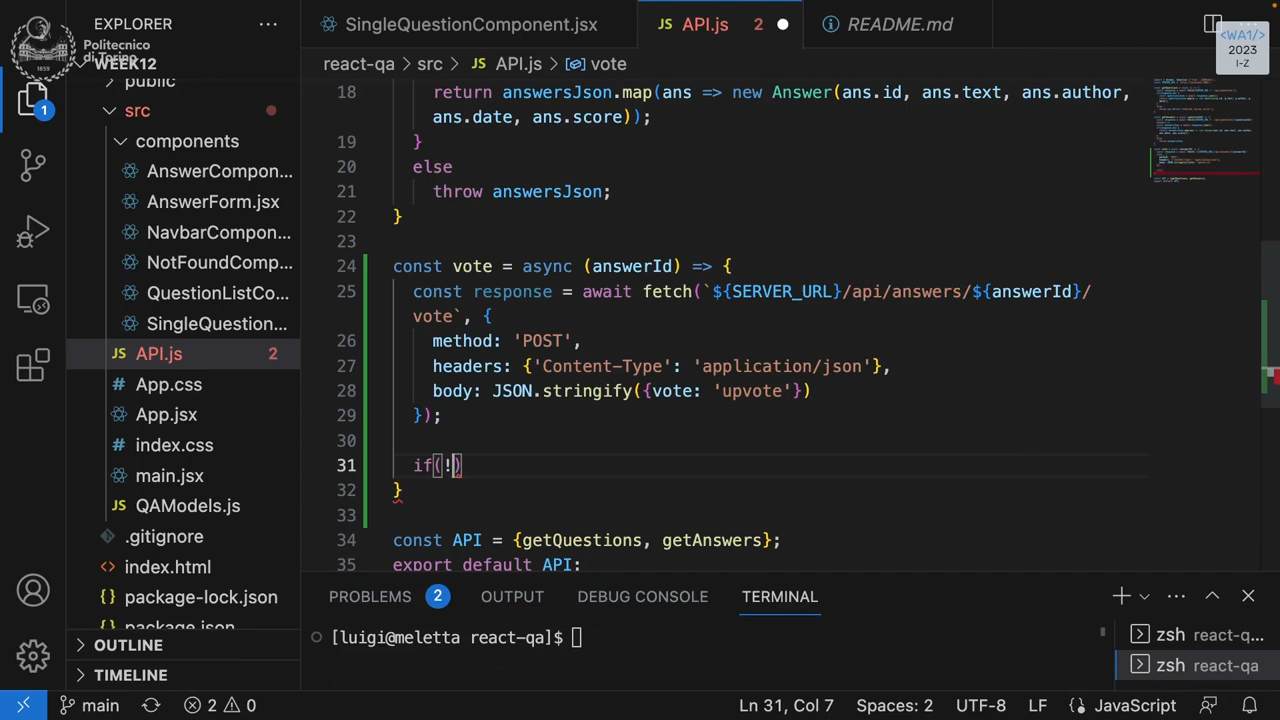 Politecnico
di Torino
1859
EXPLORER
WEEK12
public
src
components
AnswerCompon...
AnswerForm.jsx
NavbarCompon...
NotFoundComp...
QuestionListCo...
SingleQuestion...
JS API.js 2
App.css
App.jsx
index.css
main.jsx
JS QAModels.js
.gitignore
index.html
package-lock.json
package.json
OUTLINE
TIMELINE
1
SingleQuestionComponent.jsx
JS API.js 2
README.md
<WA1/>
2023
I-Z
react-qa > src > JS API.js > vote
18 return answersJson.map(ans => new Answer(ans.id, ans.text, ans.author,
ans.date, ans.score));
19 }
20 else
21 throw answersJson;
22 }
23
24 const vote = async (answerId) => {
25 const response = await fetch(`${SERVER_URL}/api/answers/${answerId}/
vote`, {
26 method: 'POST',
27 headers: {'Content-Type': 'application/json'},
28 body: JSON.stringify({vote: 'upvote'})
29 });
30
31 if(!)
32 }
33
34 const API = {getQuestions, getAnswers};
35 export default API;
PROBLEMS 2 OUTPUT DEBUG CONSOLE TERMINAL
[luigi@meletta react-qa]$
zsh react-q...
zsh react-qa
main 2 0 Ln 31, Col 7 Spaces: 2 UTF-8 LF {} JavaScript